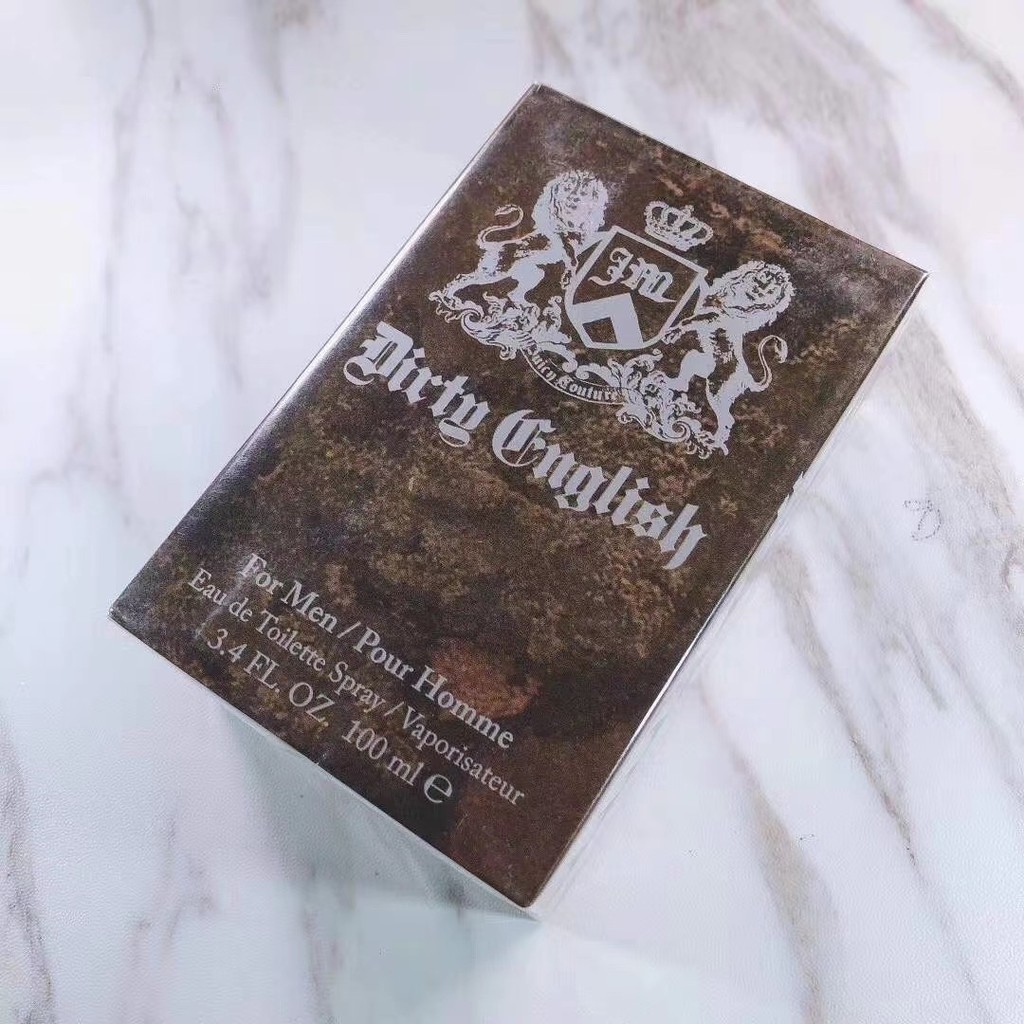 JM
Juicy Couture
Dirty English
For Men / Pour Homme
Eau de Toilette Spray / Vaporisateur
3.4 FL. OZ. 100 ml e